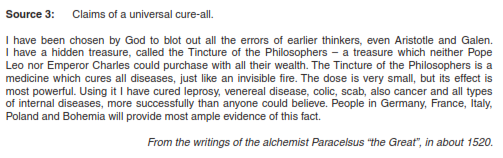 Source 3: Claims of a universal cure-all.
I have been chosen by God to blot out all the errors of earlier thinkers, even Aristotle and Galen.
I have a hidden treasure, called the Tincture of the Philosophers – a treasure which neither Pope
Leo nor Emperor Charles could purchase with all their wealth. The Tincture of the Philosophers is a
medicine which cures all diseases, just like an invisible fire. The dose is very small, but its effect is
most powerful. Using it I have cured leprosy, venereal disease, colic, scab, also cancer and all types
of internal diseases, more successfully than anyone could believe. People in Germany, France, Italy,
Poland and Bohemia will provide most ample evidence of this fact.
From the writings of the alchemist Paracelsus “the Great”, in about 1520.